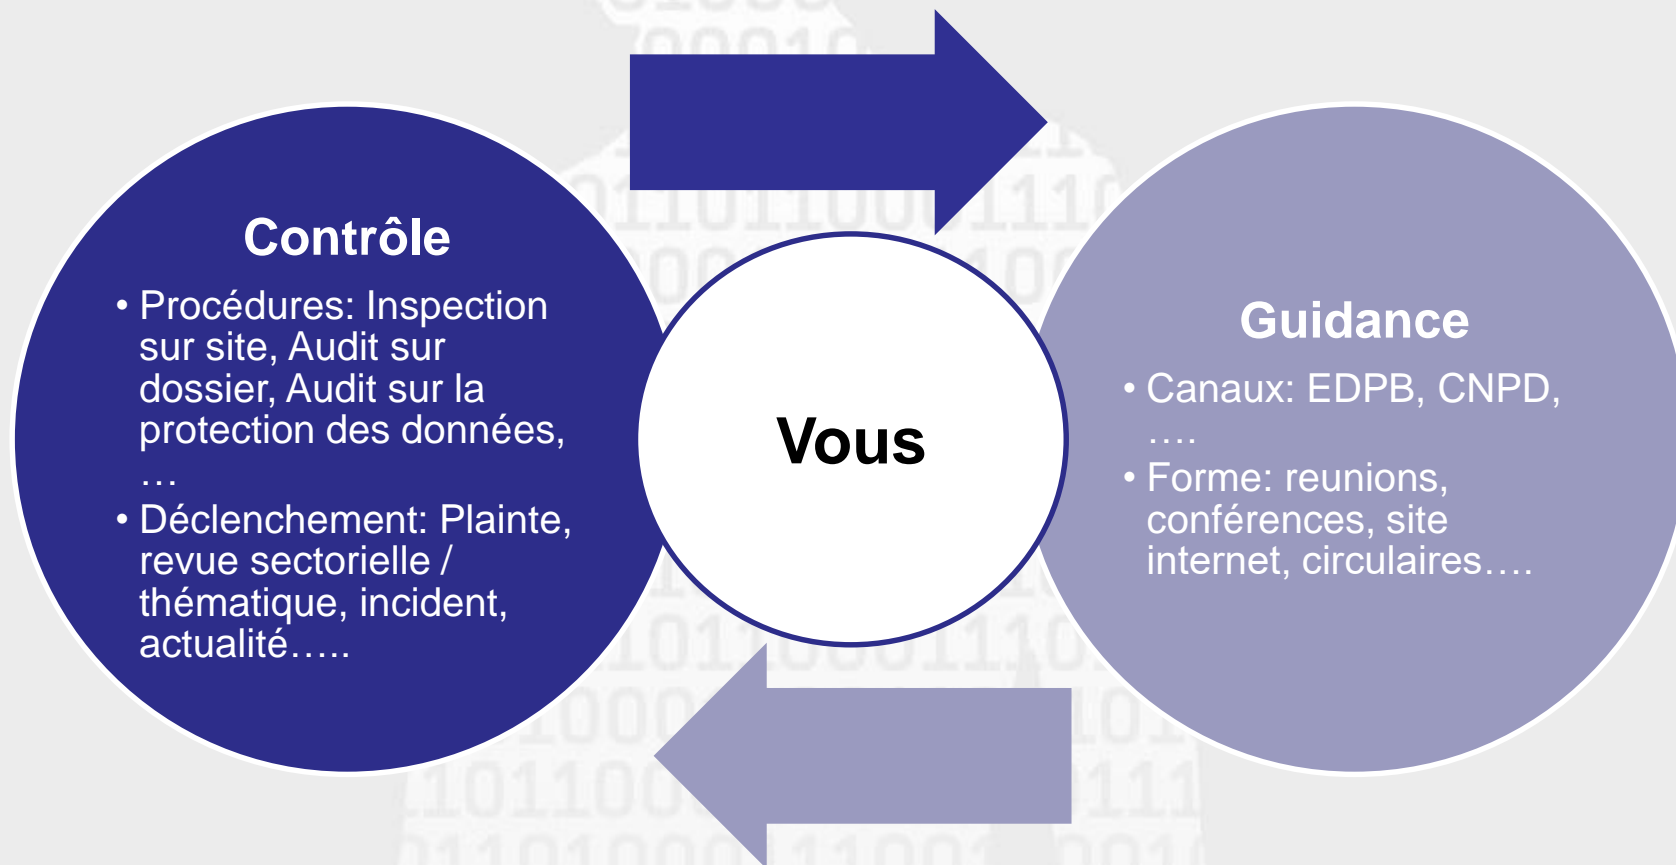 Contrôle
• Procédures: Inspection
sur site, Audit sur
dossier, Audit sur la
protection des données,
…
• Déclenchement: Plainte,
revue sectorielle /
thématique, incident,
actualité…..
Vous
Guidance
• Canaux: EDPB, CNPD,
….
• Forme: reunions,
conférences, site
internet, circulaires….